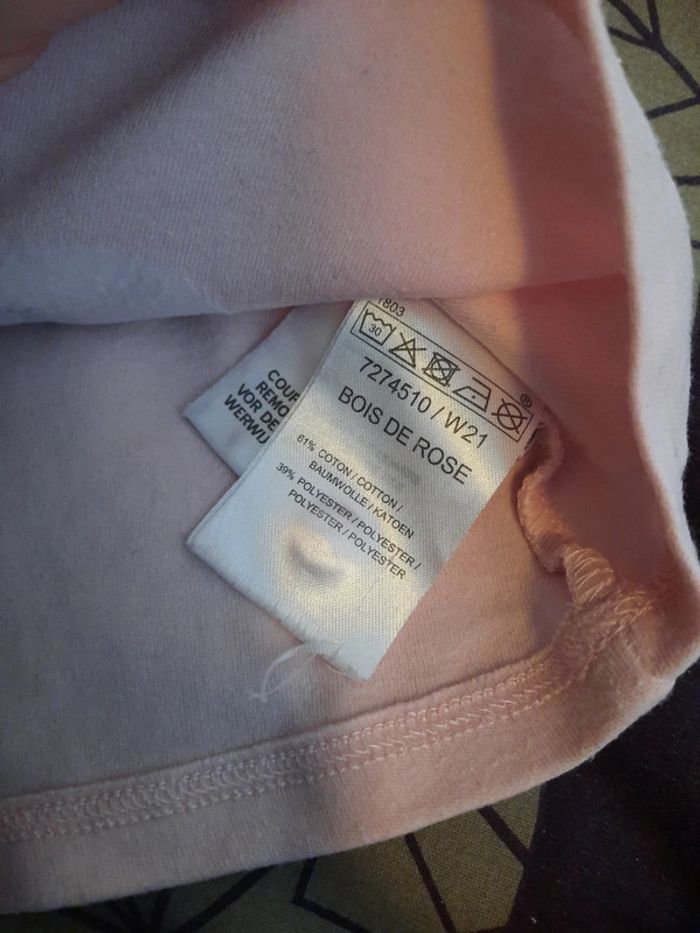 1803
30
®
7274510 / W21
BOIS DE ROSE
61% COTON / COTTON /
BAUMWOLLE / KATOEN
39% POLYESTER / POLYESTER /
POLYESTER / POLYESTER
COUP
REMO
VOR DE
WERWIJ